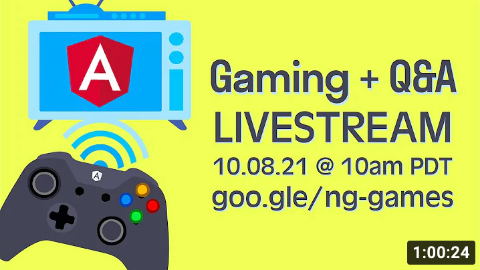 A
Gaming + Q&A
LIVESTREAM
10.08.21 @ 10am PDT
goo.gle/ng-games
A
1:00:24